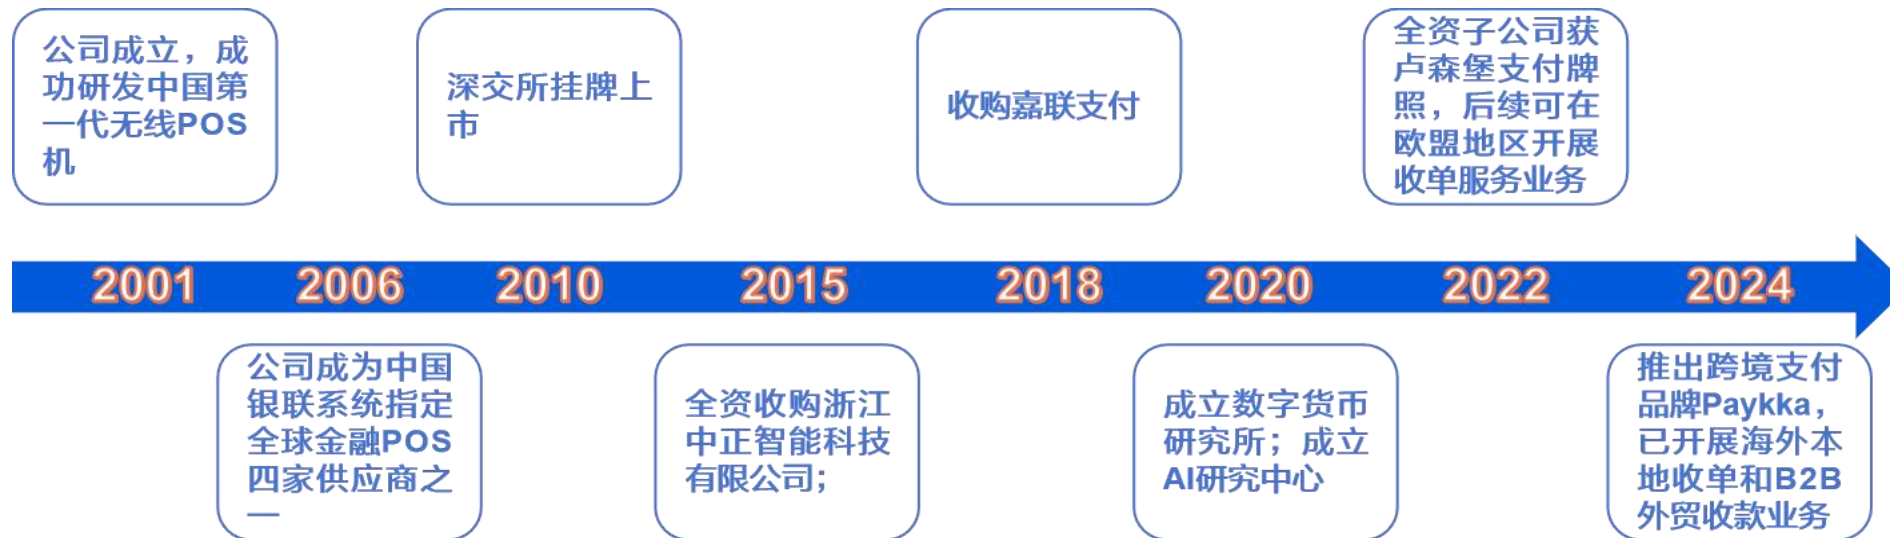 公司成立，成
功研发中国第
一代无线POS
机
深交所挂牌上
市
收购嘉联支付
全资子公司获
卢森堡支付牌
照，后续可在
欧盟地区开展
收单服务业务
2001
2006
2010
2015
2018
2020
2022
2024
公司成为中国
银联系统指定
全球金融POS
四家供应商之
一
全资收购浙江
中正智能科技
有限公司；
成立数字货币
研究所；成立
AI研究中心
推出跨境支付
品牌Paykka，
已开展海外本
地收单和B2B
外贸收款业务